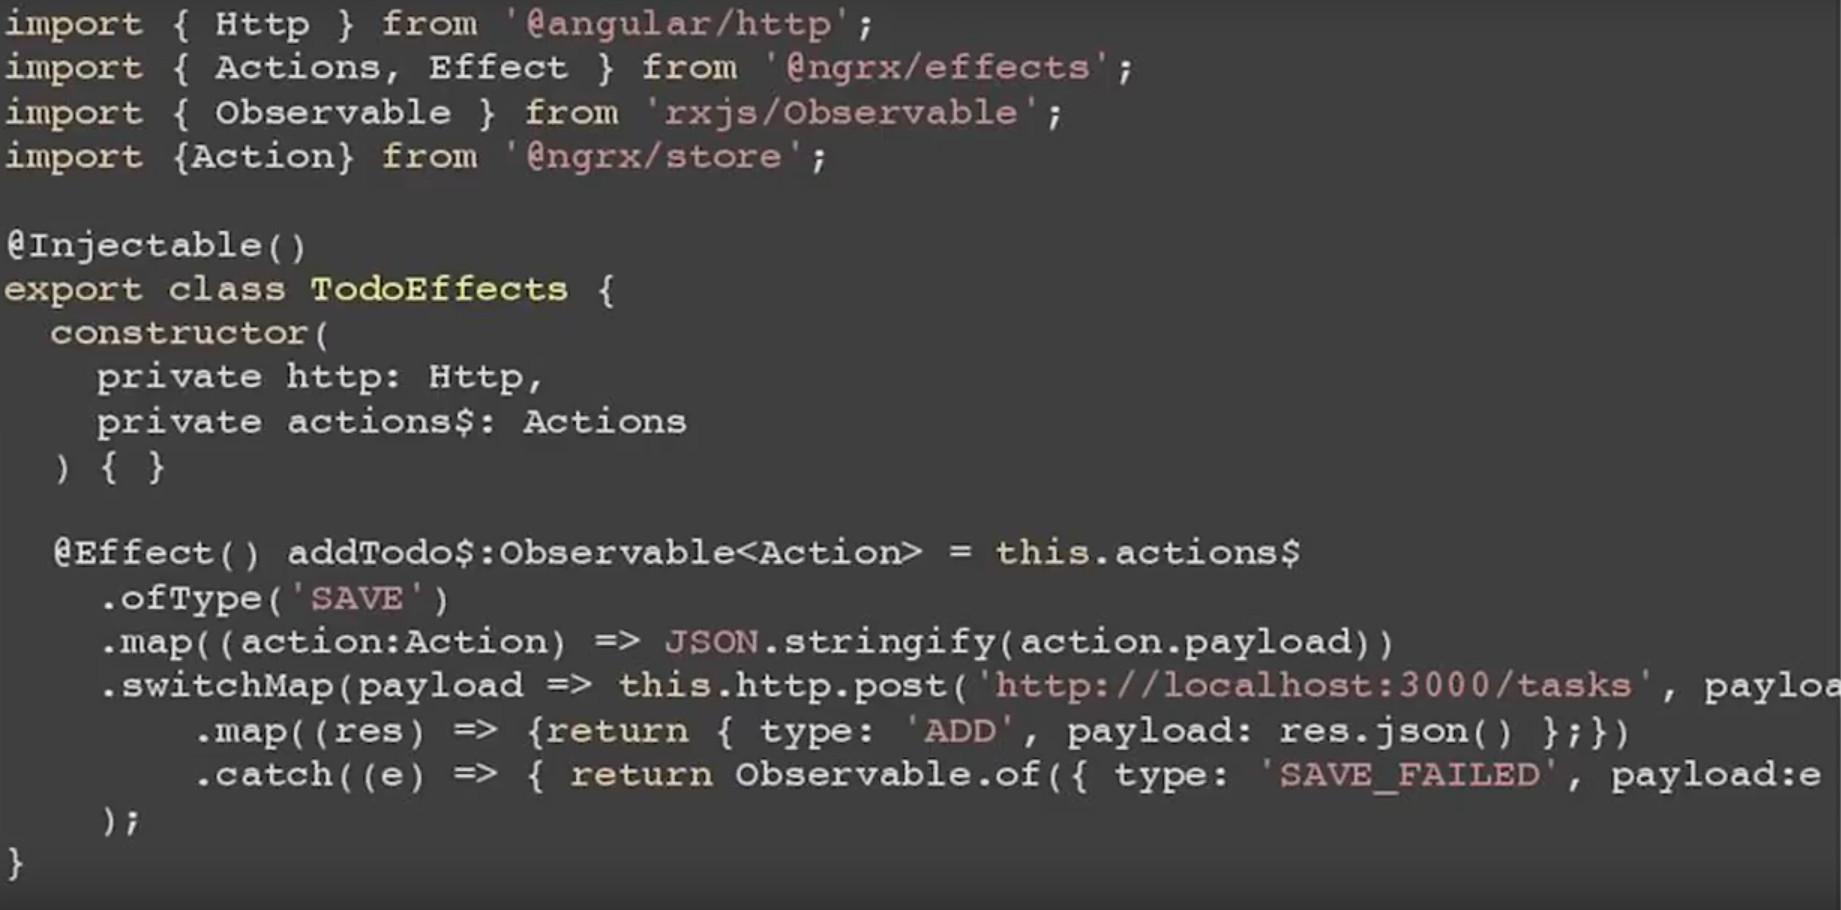 import { Http } from '@angular/http';
import { Actions, Effect } from '@ngrx/effects';
import { Observable } from 'rxjs/Observable';
import {Action} from '@ngrx/store';
@Injectable()
export class TodoEffects {
constructor(
private http: Http,
private actions$: Actions
) { }
@Effect() addTodo$:Observable<Action> = this.actions$
.ofType('SAVE')
.map((action:Action) => JSON.stringify(action.payload))
.switchMap(payload => this.http.post('http://localhost:3000/tasks', payloa
.map((res) => {return { type: 'ADD', payload: res.json() };})
.catch((e) => { return Observable.of({ type: 'SAVE_FAILED', payload:e
);
}